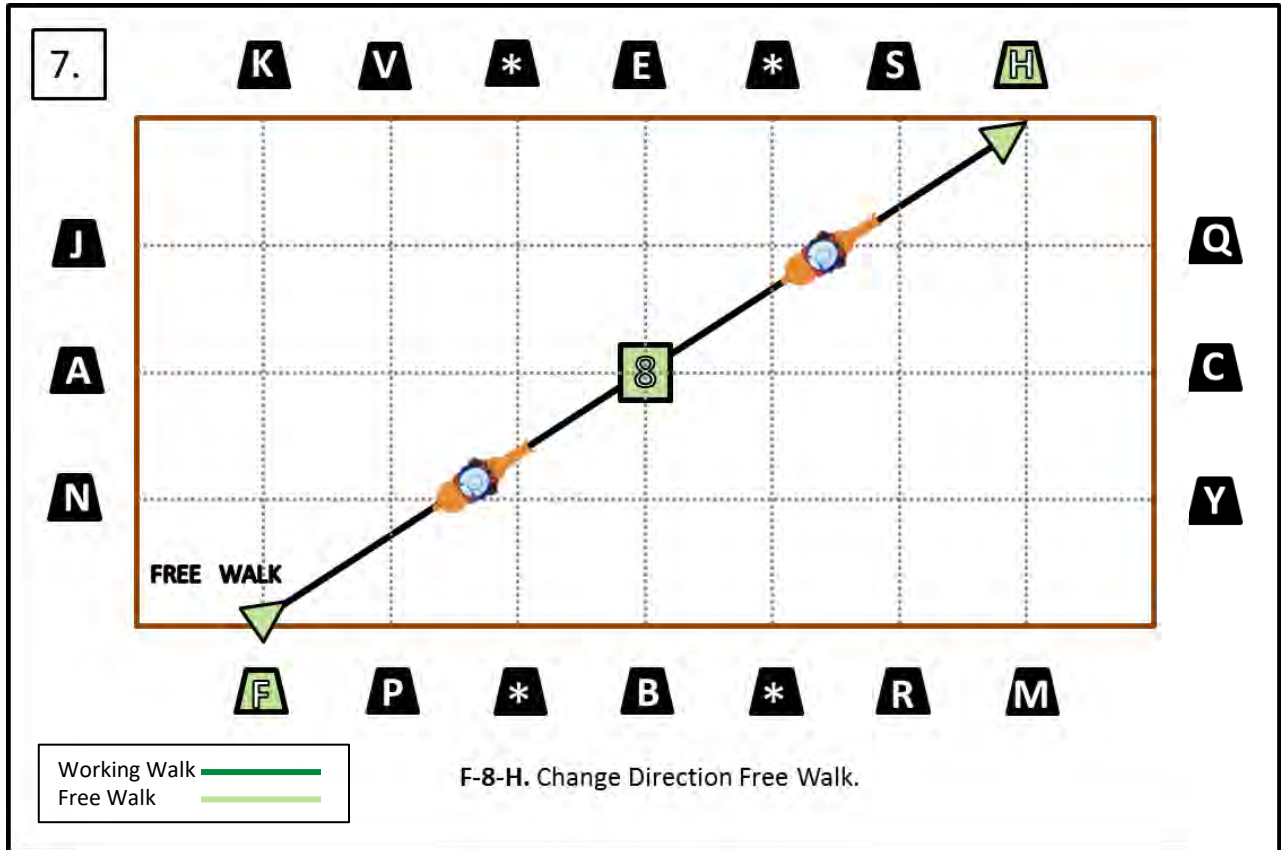 7.
K V * E * S H
J
Q
A
8
C
N
Y
FREE WALK
F P * B * R M
Working Walk
Free Walk
F-8-H. Change Direction Free Walk.